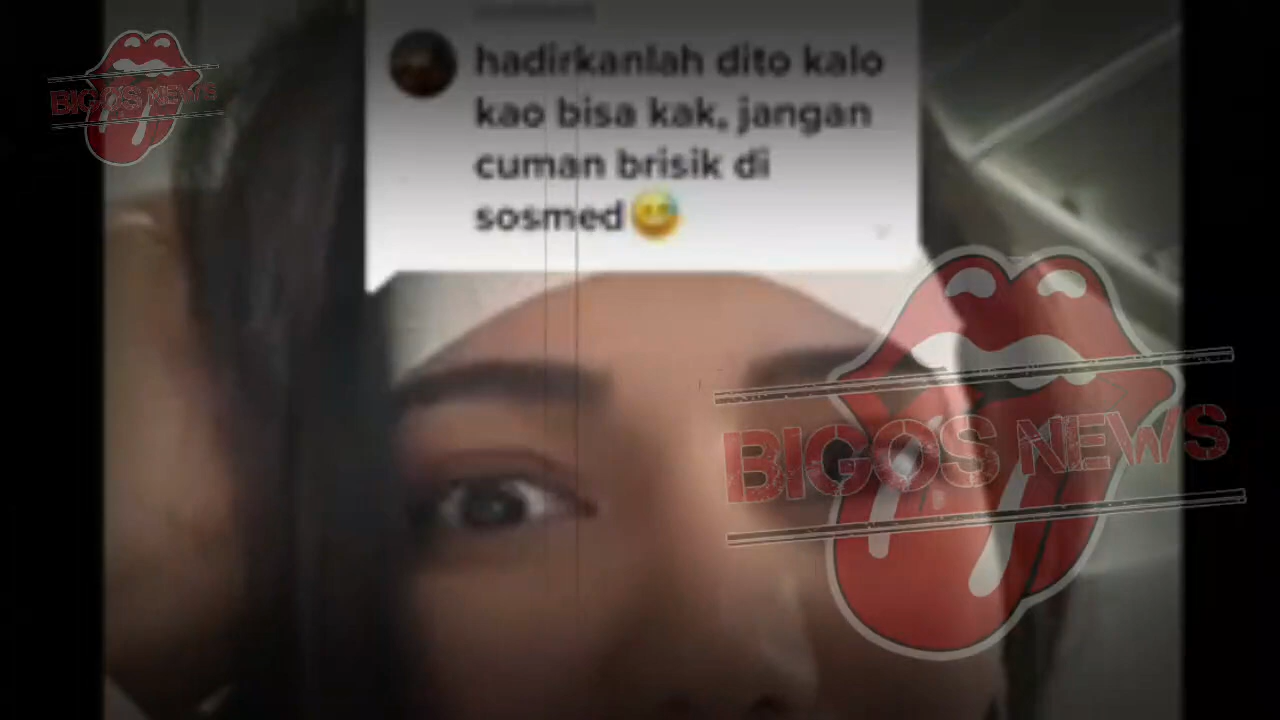 BIGOS NEWS
hadirkanlah dito kalo
kao bisa kak, jangan
cuman brisik di
sosmed😅
BIGOS NEWS